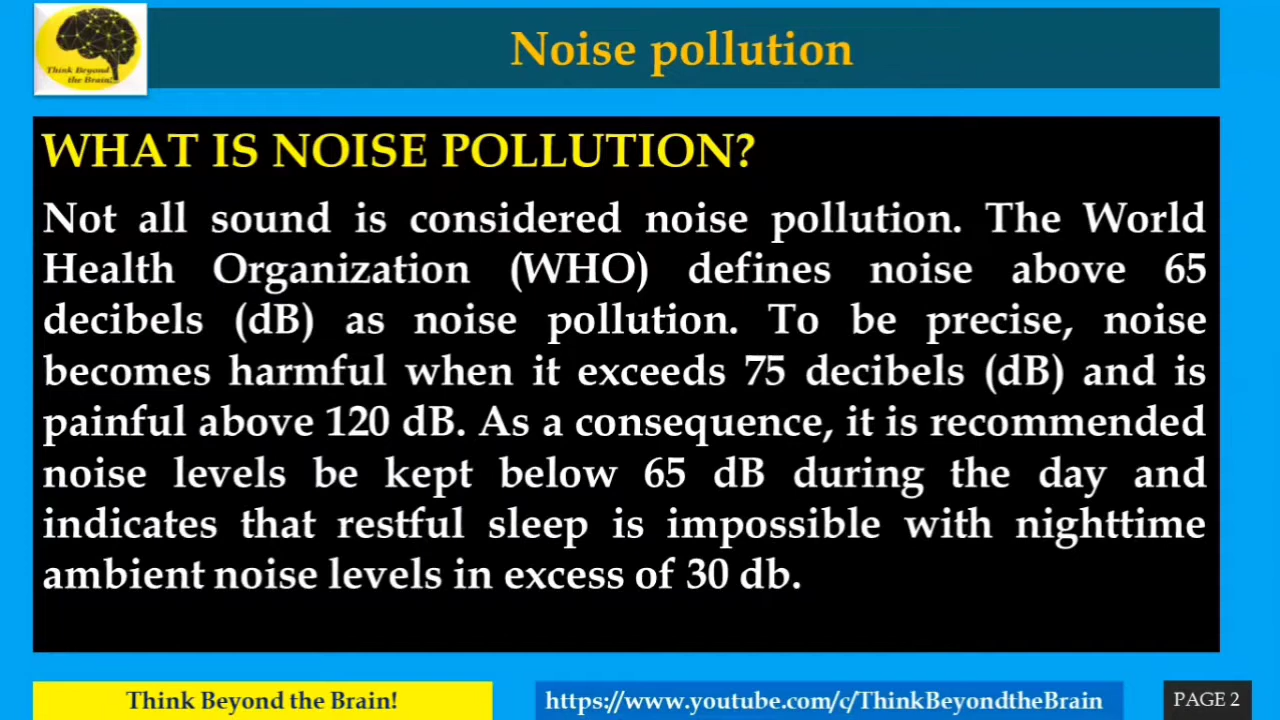 Think Beyond
the Brain!
Noise pollution
WHAT IS NOISE POLLUTION?
Not all sound is considered noise pollution. The World
Health Organization (WHO) defines noise above 65
decibels (dB) as noise pollution. To be precise, noise
becomes harmful when it exceeds 75 decibels (dB) and is
painful above 120 dB. As a consequence, it is recommended
noise levels be kept below 65 dB during the day and
indicates that restful sleep is impossible with nighttime
ambient noise levels in excess of 30 db.
Think Beyond the Brain!
https://www.youtube.com/c/ThinkBeyondtheBrain
PAGE 2